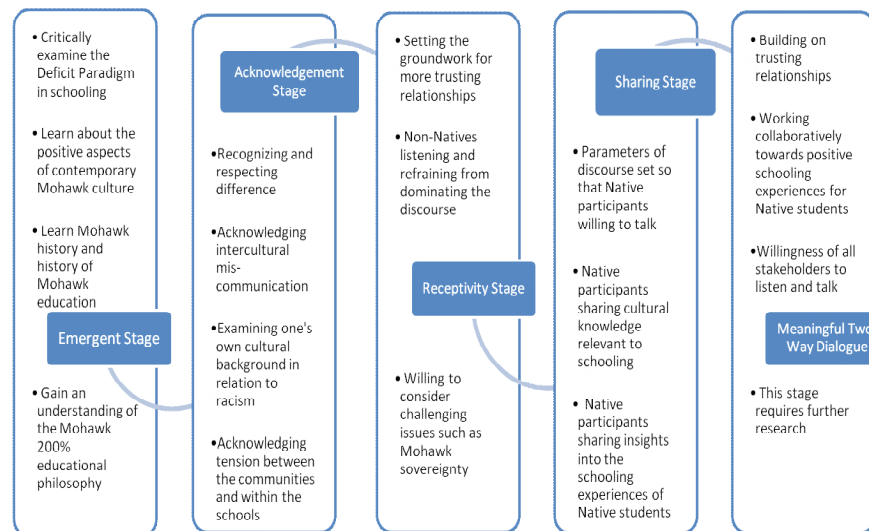 • Critically
examine the
Deficit Paradigm
in schooling
• Learn about the
positive aspects
of contemporary
Mohawk culture
• Learn Mohawk
history and
history of
Mohawk
education
Emergent Stage
• Gain an
understanding of
the Mohawk
200%
educational
philosophy
Acknowledgement
Stage
•Recognizing and
respecting
difference
•Acknowledging
intercultural
mis-
communication
•Examining one's
own cultural
background in
relation to
racism
•Acknowledging
tension between
the communities
and within the
schools
• Setting the
groundwork for
more trusting
relationships
• Non-Natives
listening and
refraining from
dominating the
discourse
Receptivity Stage
• Willing to
consider
challenging
issues such as
Mohawk
sovereignty
Sharing Stage
• Parameters of
discourse set so
that Native
participants
willing to talk
• Native
participants
sharing cultural
knowledge
relevant to
schooling
• Native
participants
sharing insights
into the
schooling
experiences of
Native students
• Building on
trusting
relationships
• Working
collaboratively
towards positive
schooling
experiences for
Native students
•Willingness of all
stakeholders to
listen and talk
Meaningful Two
Way Dialogue
• This stage
requires further
research